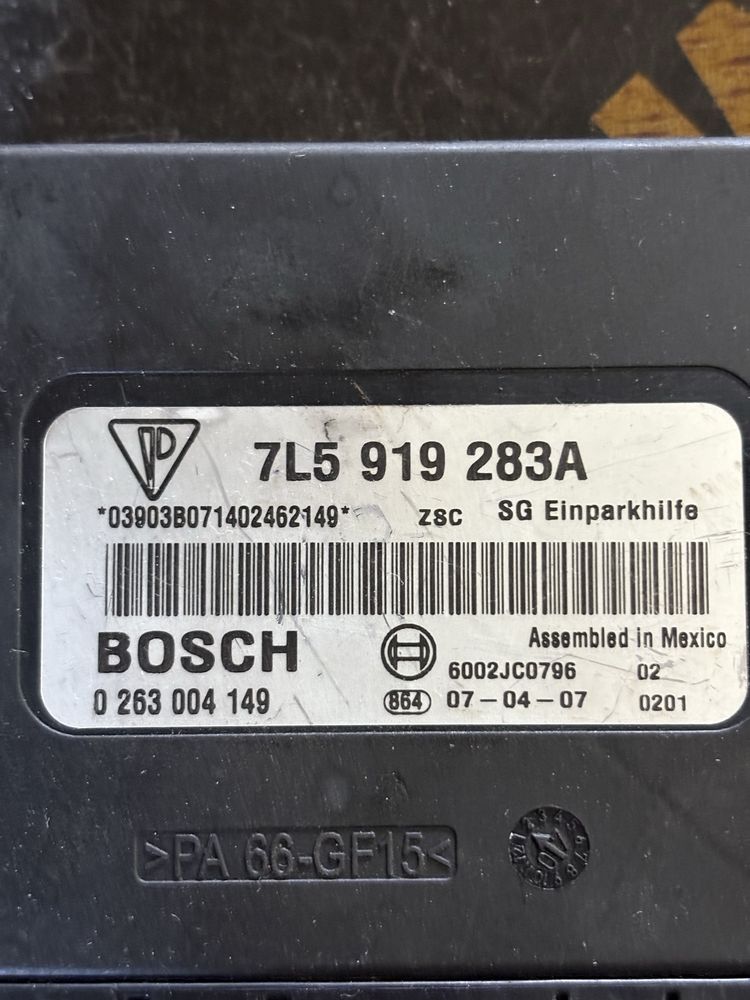 7L5 919 283A
*03903B071402462149* ZSC SG Einparkhilfe
BOSCH
Assembled in Mexico
6002JC0796 02
0 263 004 149 864 07-04-07 0201
>PA 66-GF15<